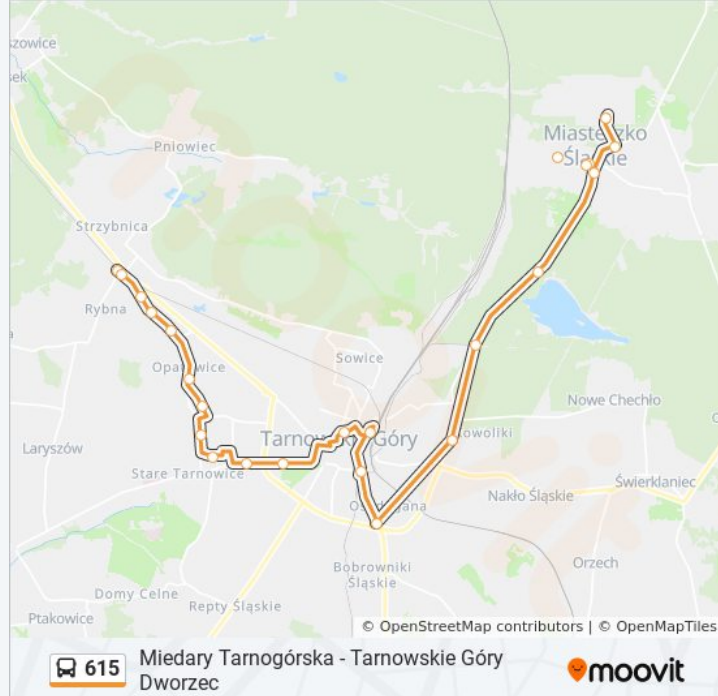 szowice
sek
Pniowiec
Miasteczko
Śląskie
Strzybnica
Rybna
Sowice
Opatowice
Nowe Chechło
Tarnowskie Góry
Laryszów
Stare Tarnowice
Świerklaniec
Nakło Śląskie
Bobrowniki
Śląskie
Orzech
Domy Celne
Repty Śląskie
Ptakowice
© OpenStreetMap contributors | © OpenMapTiles
615
Miedary Tarnogórska - Tarnowskie Góry
Dworzec
moovit